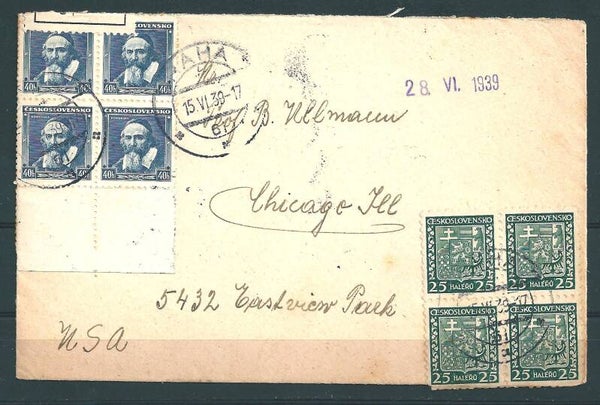 ČESKOSLOVENSKO
40h 40h
ČESKOSLOVENSKO ČESKOSLOVENSKO
40h 40h
PRAHA
15.VI.39-17
28 VI. 1939
B. Ullmann
Chicago Ill
5432 Eastview Park
USA
ČESKOSLOVENSKO ČESKOSLOVENSKO
25 HALÉŘŮ 25 25 HALÉŘŮ 25
ČESKOSLOVENSKO ČESKOSLOVENSKO
25 HALÉŘŮ 25 25 HALÉŘŮ 25